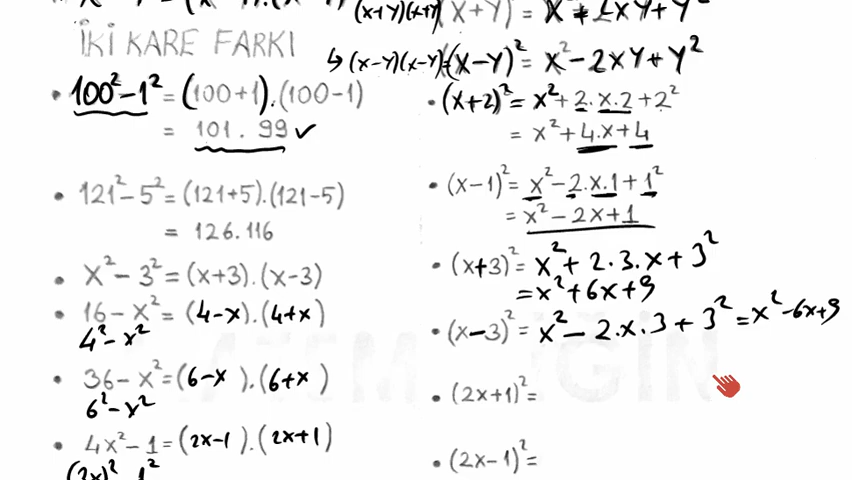 (x+y)(x+y) (x+y) = x + 2xy + y²
İKİ KARE FARKI
↳ (x-y)(x-y) = (x-y)² = x² - 2xy + y²
• 100² - 1² = (100+1).(100-1)
= 101.99 ✓
• 121² - 5² = (121+5).(121-5)
= 126.116
• x² - 3² = (x+3).(x-3)
• 16 - x² = (4-x).(4+x)
4² - x²
• 36 - x² = (6-x).(6+x)
6² - x²
• 4x² - 1 = (2x-1).(2x+1)
(2x)² 1²
• (x+2)² = x² + 2.x.2 + 2²
= x² + 4.x + 4
• (x-1)² = x² - 2.x.1 + 1²
= x² - 2x + 1
• (x+3)² = x² + 2.3.x + 3²
= x² + 6x + 9
• (x-3)² = x² - 2.x.3 + 3² = x² - 6x + 9
• (2x+1)² =
• (2x-1)² =